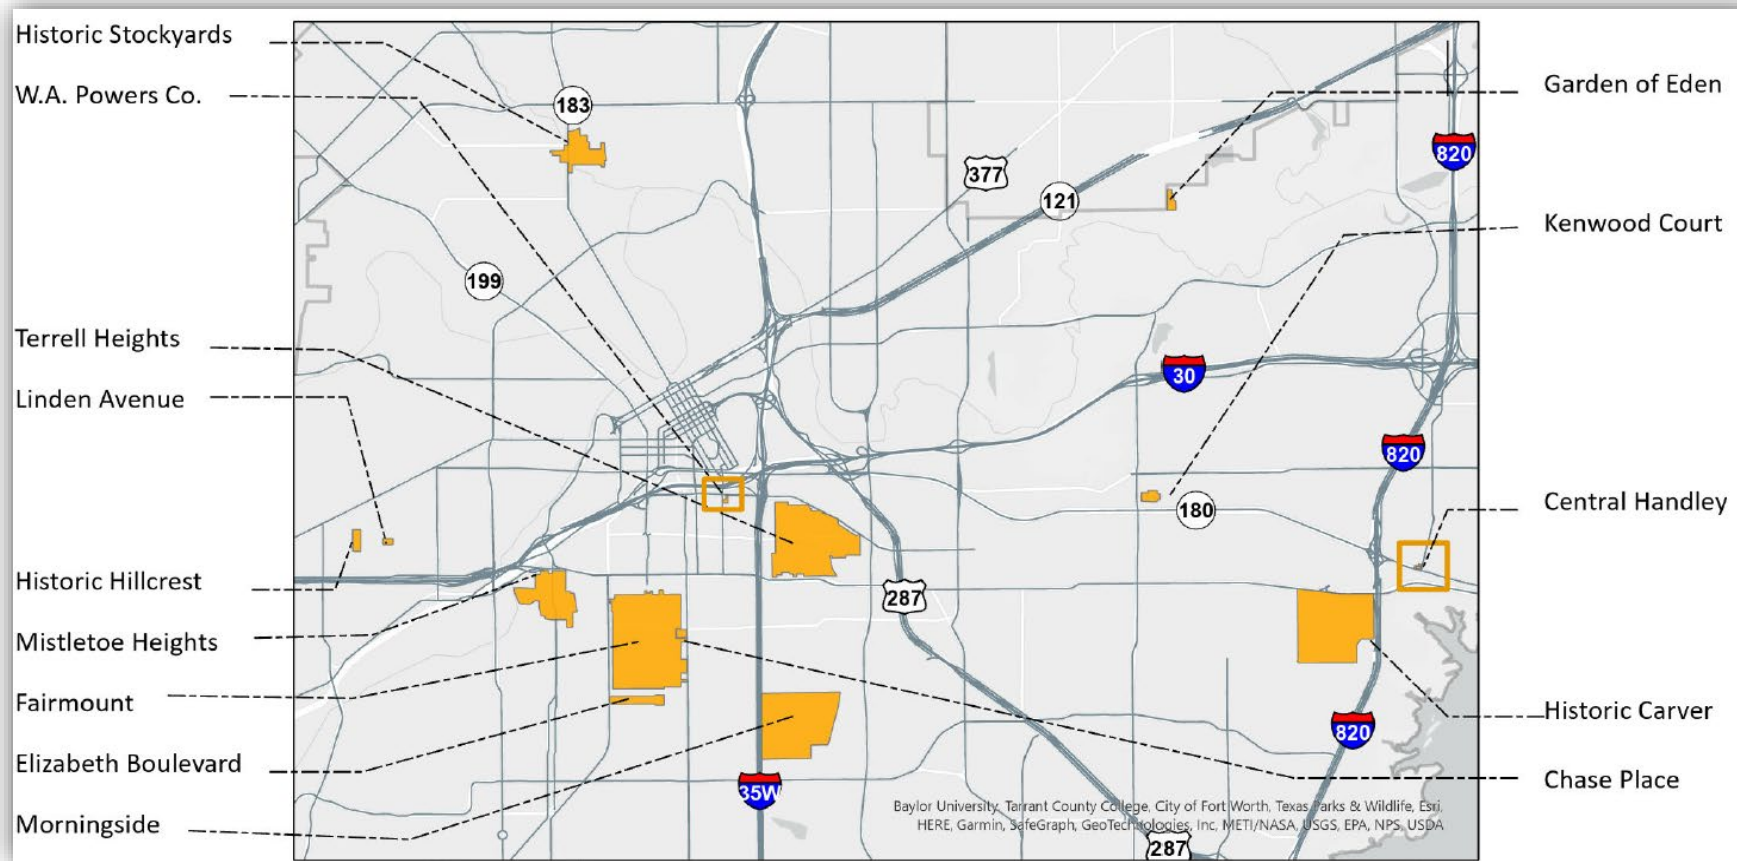 Historic Stockyards
W.A. Powers Co.
Terrell Heights
Linden Avenue
Historic Hillcrest
Mistletoe Heights
Fairmount
Elizabeth Boulevard
Morningside
183
377
121
820
199
30
820
180
287
820
35W
287
Garden of Eden
Kenwood Court
Central Handley
Historic Carver
Chase Place
Baylor University, Tarrant County College, City of Fort Worth, Texas Parks & Wildlife, Esri,
HERE, Garmin, SafeGraph, GeoTechnologies, Inc, METI/NASA, USGS, EPA, NPS, USDA